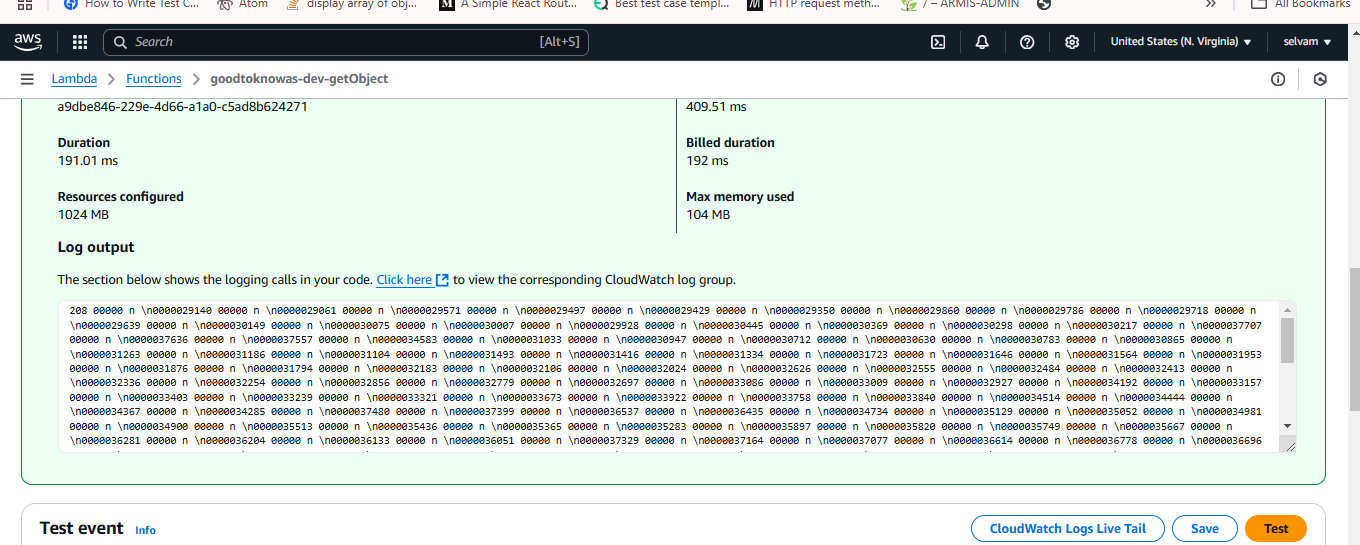 How to Write Test C...
Atom
display array of obj...
A Simple React Rout...
Best test case templ...
HTTP request meth...
7 – ARMIS-ADMIN
All Bookmarks
aws
Search
[Alt+S]
United States (N. Virginia)
selvam
Lambda
Functions
goodtoknowas-dev-getObject
a9dbe846-229e-4d66-a1a0-c5ad8b624271
409.51 ms
Duration
191.01 ms
Billed duration
192 ms
Resources configured
1024 MB
Max memory used
104 MB
Log output
The section below shows the logging calls in your code. Click here to view the corresponding CloudWatch log group.
208 00000 n \n0000029140 00000 n \n0000029061 00000 n \n0000029571 00000 n \n0000029497 00000 n \n0000029429 00000 n \n0000029350 00000 n \n0000029860 00000 n \n0000029786 00000 n \n0000029718 00000 n
\n0000029639 00000 n \n0000030149 00000 n \n0000030075 00000 n \n0000030007 00000 n \n0000029928 00000 n \n0000030445 00000 n \n0000030369 00000 n \n0000030298 00000 n \n0000030217 00000 n \n0000037707
00000 n \n0000037636 00000 n \n0000037557 00000 n \n0000034583 00000 n \n0000031033 00000 n \n0000030947 00000 n \n0000030712 00000 n \n0000030630 00000 n \n0000030783 00000 n \n0000030865 00000 n
\n0000031263 00000 n \n0000031186 00000 n \n0000031104 00000 n \n0000031493 00000 n \n0000031416 00000 n \n0000031334 00000 n \n0000031723 00000 n \n0000031646 00000 n \n0000031564 00000 n \n0000031953
00000 n \n0000031876 00000 n \n0000031794 00000 n \n0000032183 00000 n \n0000032106 00000 n \n0000032024 00000 n \n0000032626 00000 n \n0000032555 00000 n \n0000032484 00000 n \n0000032413 00000 n
\n0000032336 00000 n \n0000032254 00000 n \n0000032856 00000 n \n0000032779 00000 n \n0000032697 00000 n \n0000033086 00000 n \n0000033009 00000 n \n0000032927 00000 n \n0000034192 00000 n \n0000033157
00000 n \n0000033403 00000 n \n0000033239 00000 n \n0000033321 00000 n \n0000033673 00000 n \n0000033922 00000 n \n0000033758 00000 n \n0000033840 00000 n \n0000034514 00000 n \n0000034444 00000 n
\n0000034367 00000 n \n0000034285 00000 n \n0000037480 00000 n \n0000037399 00000 n \n0000036537 00000 n \n0000036435 00000 n \n0000034734 00000 n \n0000035129 00000 n \n0000035052 00000 n \n0000034981
00000 n \n0000034900 00000 n \n0000035513 00000 n \n0000035436 00000 n \n0000035365 00000 n \n0000035283 00000 n \n0000035897 00000 n \n0000035820 00000 n \n0000035749 00000 n \n0000035667 00000 n
\n0000036281 00000 n \n0000036204 00000 n \n0000036133 00000 n \n0000036051 00000 n \n0000037329 00000 n \n0000037164 00000 n \n0000037077 00000 n \n0000036614 00000 n \n0000036778 00000 n \n0000036696
Test event
Info
CloudWatch Logs Live Tail
Save
Test